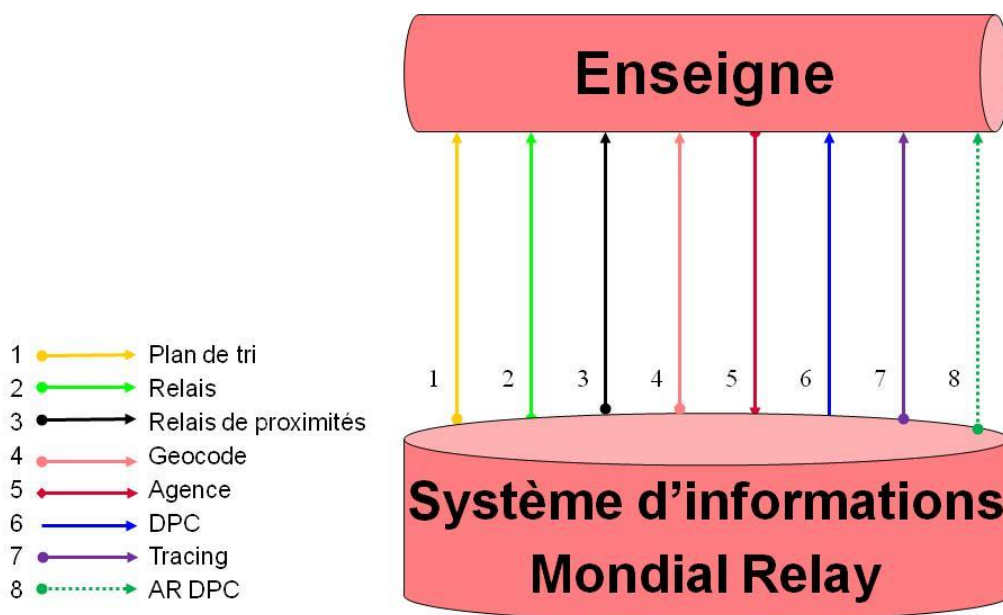 Enseigne
1 Plan de tri
2 Relais
3 Relais de proximités
4 Geocode
5 Agence
6 DPC
7 Tracing
8 AR DPC
1 2 3 4 5 6 7 8
Système d’informations
Mondial Relay